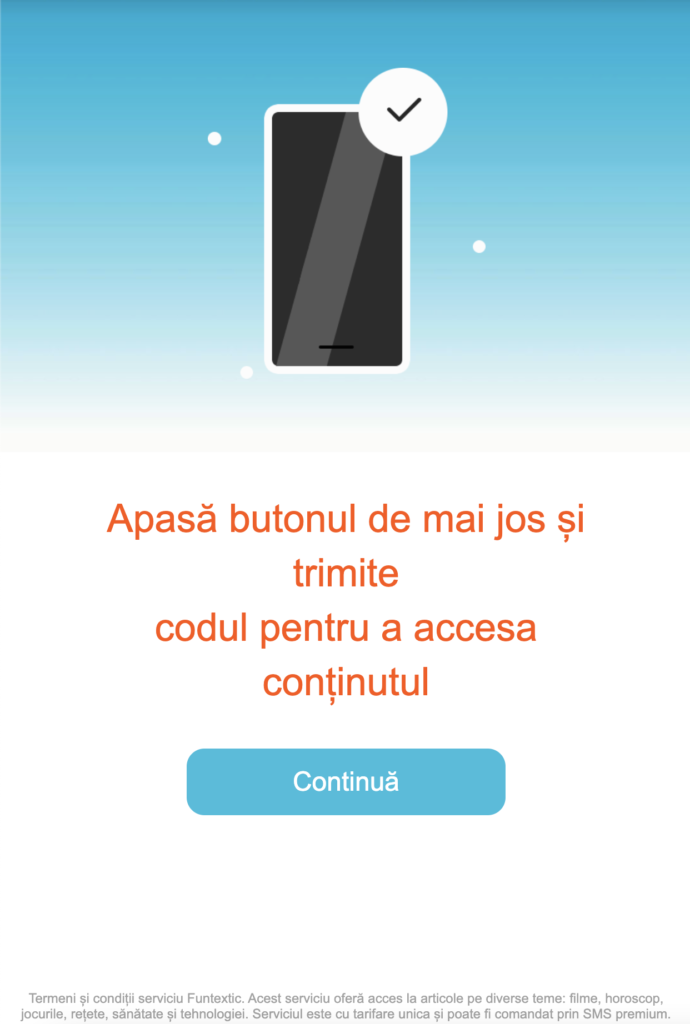 Apasă butonul de mai jos și
trimite
codul pentru a accesa
conținutul
Continuă
Termeni și condiții serviciu Funtextic. Acest serviciu oferă acces la articole pe diverse teme: filme, horoscop,
jocurile, rețete, sănătate și tehnologiei. Serviciul este cu tarifare unica și poate fi comandat prin SMS premium.